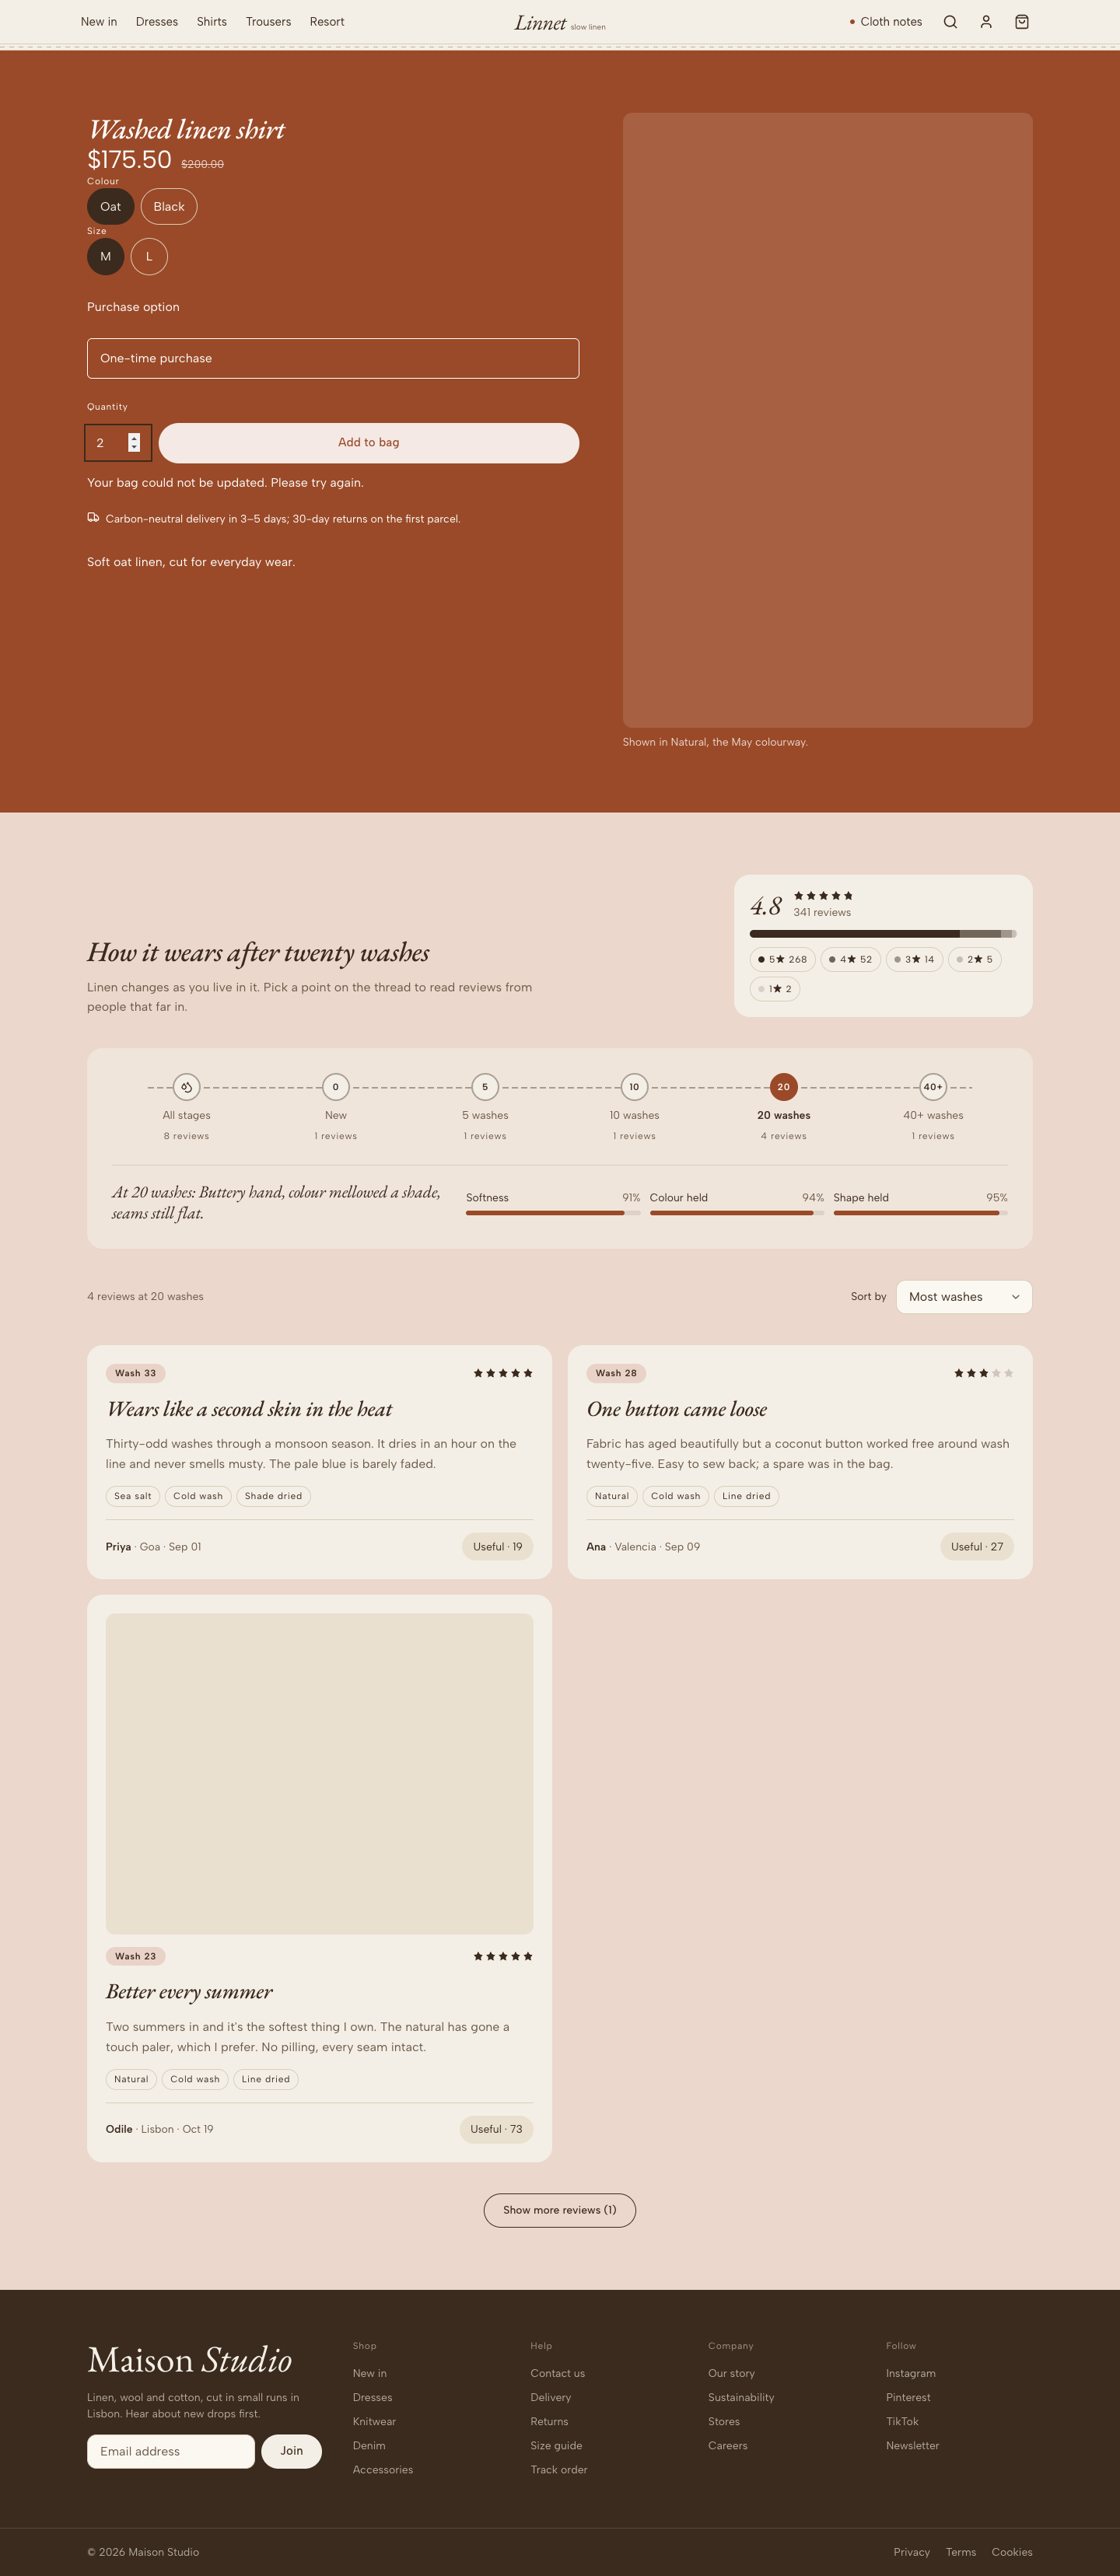 New in Dresses Shirts Trousers Resort
Linnet slow linen
Cloth notes
Washed linen shirt
$175.50 $200.00
Colour
Oat Black
Size
M L
Purchase option
One-time purchase
Quantity
2 Add to bag
Your bag could not be updated. Please try again.
Carbon-neutral delivery in 3–5 days; 30-day returns on the first parcel.
Soft oat linen, cut for everyday wear.
Shown in Natural, the May colourway.
How it wears after twenty washes
Linen changes as you live in it. Pick a point on the thread to read reviews from
people that far in.
4.8
341 reviews
5★ 268 4★ 52 3★ 14 2★ 5
1★ 2
0 5 10 20 40+
All stages New 5 washes 10 washes 20 washes 40+ washes
8 reviews 1 reviews 1 reviews 1 reviews 4 reviews 1 reviews
At 20 washes: Buttery hand, colour mellowed a shade,
seams still flat.
Softness 91% Colour held 94% Shape held 95%
4 reviews at 20 washes
Sort by Most washes
Wash 33
Wears like a second skin in the heat
Thirty-odd washes through a monsoon season. It dries in an hour on the
line and never smells musty. The pale blue is barely faded.
Sea salt Cold wash Shade dried
Priya · Goa · Sep 01 Useful · 19
Wash 28
One button came loose
Fabric has aged beautifully but a coconut button worked free around wash
twenty-five. Easy to sew back; a spare was in the bag.
Natural Cold wash Line dried
Ana · Valencia · Sep 09 Useful · 27
Wash 23
Better every summer
Two summers in and it's the softest thing I own. The natural has gone a
touch paler, which I prefer. No pilling, every seam intact.
Natural Cold wash Line dried
Odile · Lisbon · Oct 19 Useful · 73
Show more reviews (1)
Maison Studio
Linen, wool and cotton, cut in small runs in
Lisbon. Hear about new drops first.
Email address Join
Shop
New in
Dresses
Knitwear
Denim
Accessories
Help
Contact us
Delivery
Returns
Size guide
Track order
Company
Our story
Sustainability
Stores
Careers
Follow
Instagram
Pinterest
TikTok
Newsletter
© 2026 Maison Studio
Privacy Terms Cookies